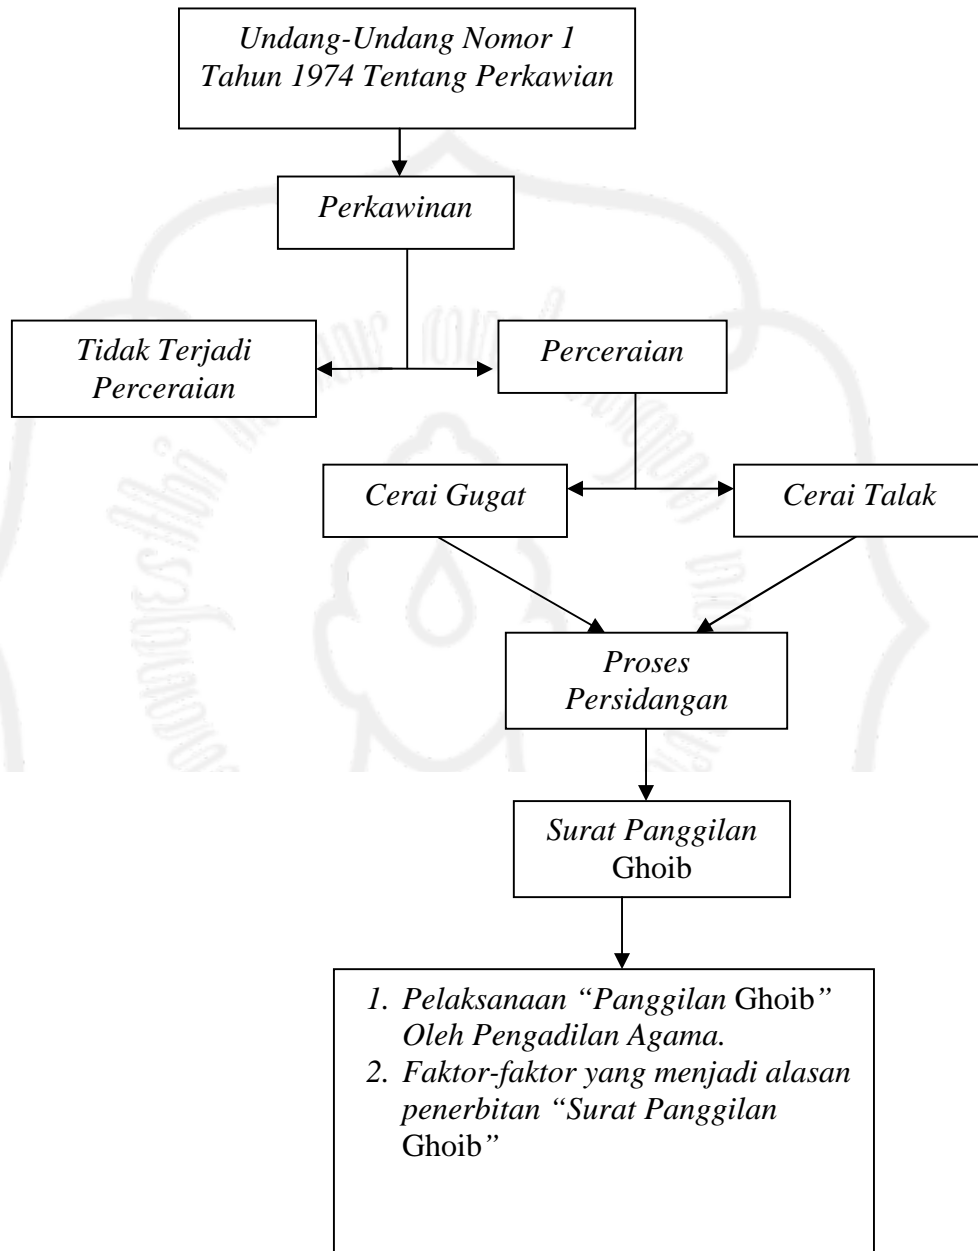 Undang-Undang Nomor 1
Tahun 1974 Tentang Perkawian
Perkawinan
Tidak Terjadi
Perceraian
Perceraian
Cerai Gugat
Cerai Talak
Proses
Persidangan
Surat Panggilan
Ghoib
1. Pelaksanaan “Panggilan Ghoib”
Oleh Pengadilan Agama.
2. Faktor-faktor yang menjadi alasan
penerbitan “Surat Panggilan
Ghoib”